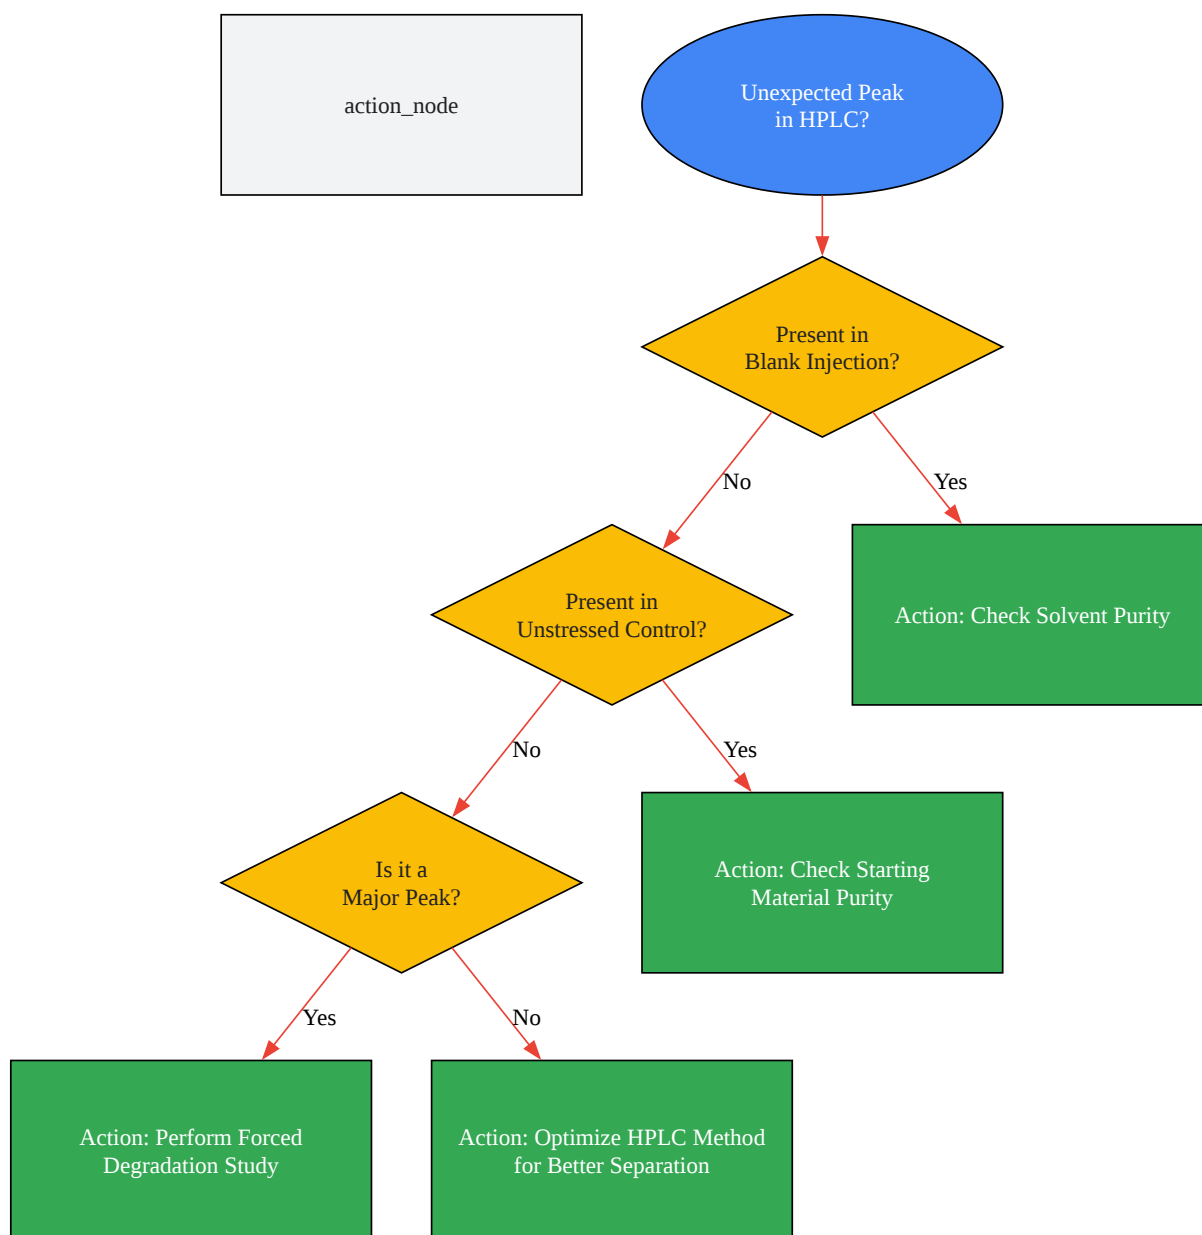 action_node
Unexpected Peak
in HPLC?
Present in
Blank Injection?
No
Yes
Present in
Unstressed Control?
Action: Check Solvent Purity
No
Yes
Is it a
Major Peak?
Action: Check Starting
Material Purity
Yes
No
Action: Perform Forced
Degradation Study
Action: Optimize HPLC Method
for Better Separation